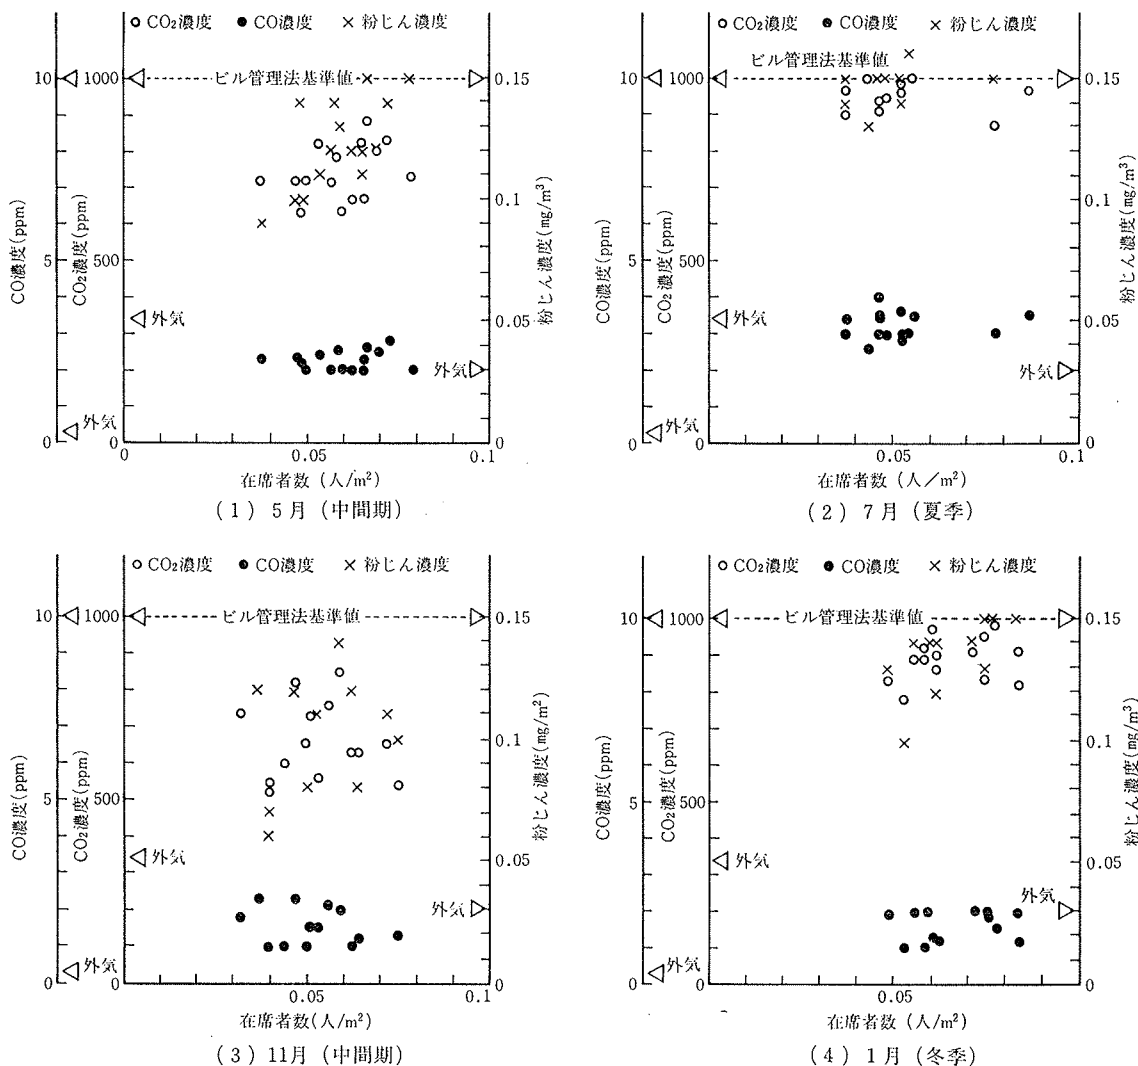 ○ CO₂濃度 ● CO濃度 × 粉じん濃度
ビル管理法基準値
10
1000
0.15
0.1
5
500
0.05
外気
外気
外気
0
0
0
0
0.05
0.1
CO濃度(ppm)
CO₂濃度(ppm)
粉じん濃度(mg/m³)
在席者数 (人/m²)
(1) 5月 (中間期)
○ CO₂濃度 ● CO濃度 × 粉じん濃度
ビル管理法基準値
10
1000
0.15
0.1
5
500
0.05
外気
外気
外気
0
0
0
0.05
0.1
CO濃度(ppm)
CO₂濃度(ppm)
粉じん濃度(mg/m³)
在席者数 (人/m²)
(2) 7月 (夏季)
○ CO₂濃度 ● CO濃度 × 粉じん濃度
ビル管理法基準値
10
1000
0.15
0.1
5
500
0.05
外気
外気
外気
0
0
0
0.05
0.1
CO濃度(ppm)
CO₂濃度(ppm)
粉じん濃度(mg/m²)
在席者数(人/m²)
(3) 11月 (中間期)
○ CO₂濃度 ● CO濃度 × 粉じん濃度
ビル管理法基準値
10
1000
0.15
0.1
5
500
0.05
外気
外気
外気
0
0
0
0.05
CO濃度(ppm)
CO₂濃度(ppm)
粉じん濃度(mg/m³)
在席者数 (人/m²)
(4) 1月 (冬季)